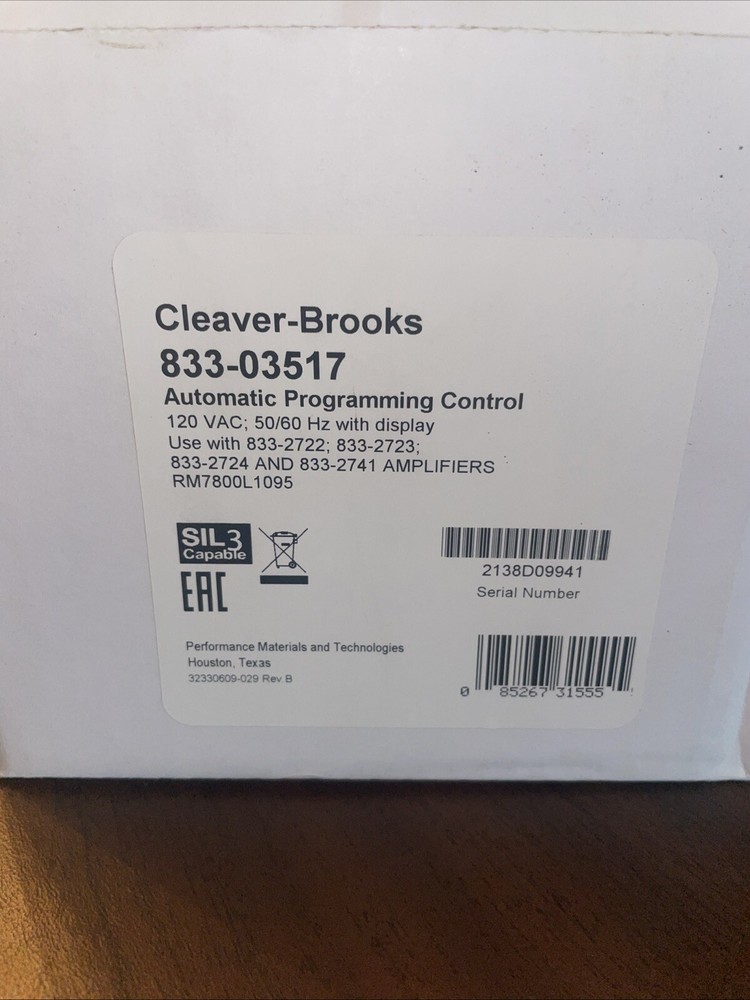 Cleaver-Brooks
833-03517
Automatic Programming Control
120 VAC; 50/60 Hz with display
Use with 833-2722; 833-2723;
833-2724 AND 833-2741 AMPLIFIERS
RM7800L1095
SIL 3
Capable
EAC
2138D09941
Serial Number
Performance Materials and Technologies
Houston, Texas
32330609-029 Rev B
0 85267 31555